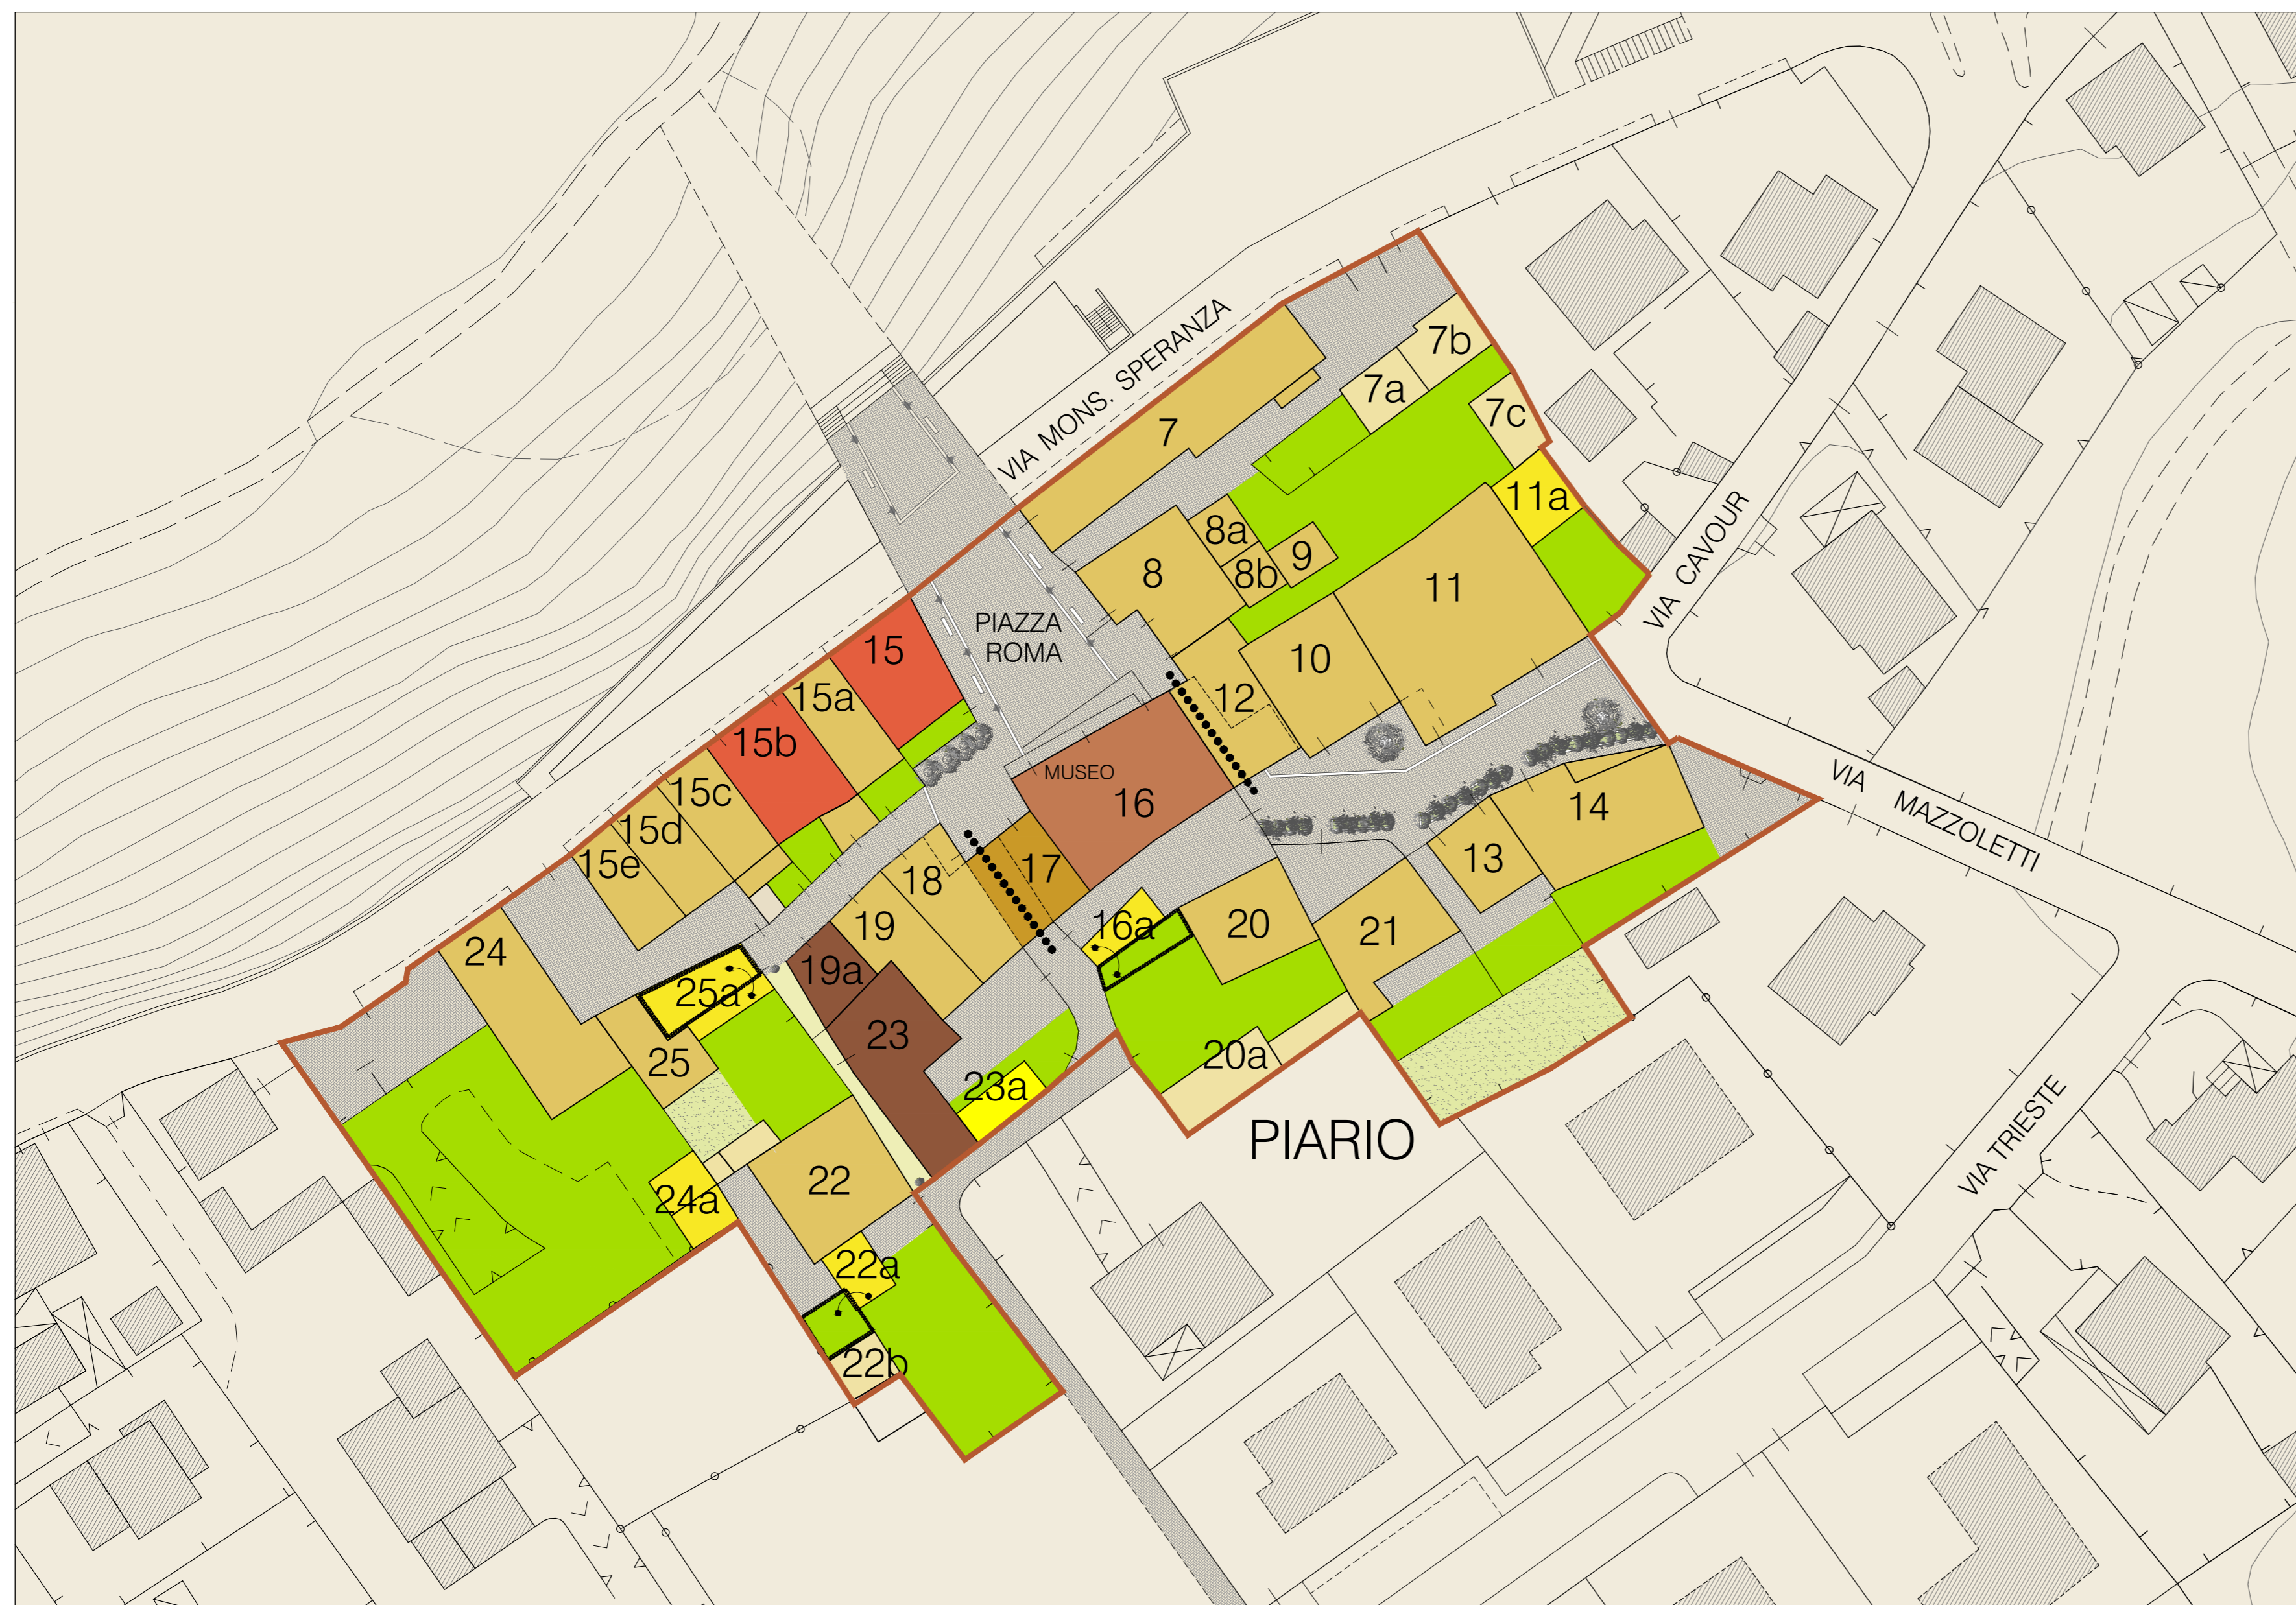 VIA MONS. SPERANZA
7b
7a
7c
7
11a
8a
9
8b
8
11
VIA CAVOUR
PIAZZA
ROMA
15
10
15a
12
15b
MUSEO
16
15c
15d
15e
14
13
VIA MAZZOLETTI
17
18
19
16a
20
21
24
19a
25a
23
25
20a
23a
PIARIO
VIA TRIESTE
22
24a
22a
22b